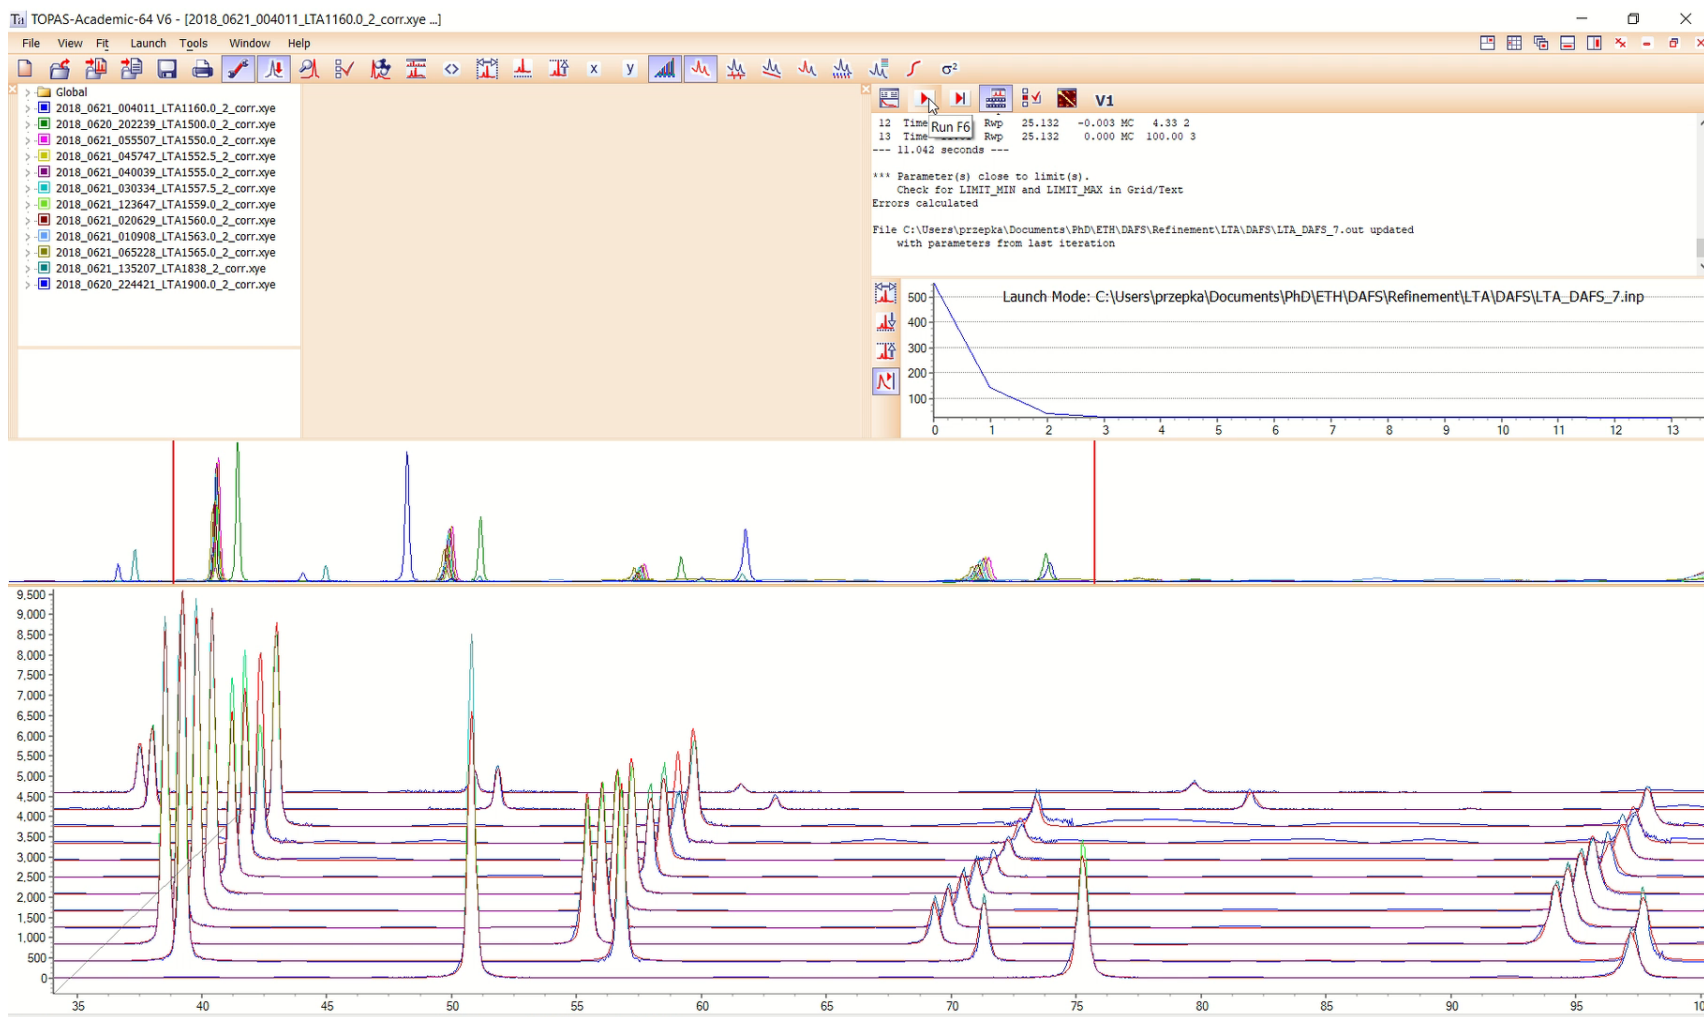 TOPAS-Academic-64 V6 - [2018_0621_004011_LTA1160.0_2_corr.xye ...]
File View Fit Launch Tools Window Help
x y σ²
Global
2018_0621_004011_LTA1160.0_2_corr.xye
2018_0620_202239_LTA1500.0_2_corr.xye
2018_0621_055507_LTA1550.0_2_corr.xye
2018_0621_045747_LTA1552.5_2_corr.xye
2018_0621_040039_LTA1555.0_2_corr.xye
2018_0621_030334_LTA1557.5_2_corr.xye
2018_0621_123647_LTA1559.0_2_corr.xye
2018_0621_020629_LTA1560.0_2_corr.xye
2018_0621_010908_LTA1563.0_2_corr.xye
2018_0621_065228_LTA1565.0_2_corr.xye
2018_0621_135207_LTA1838_2_corr.xye
2018_0620_224421_LTA1900.0_2_corr.xye
V1
Run F6
12 Time Rwp 25.132 -0.003 MC 4.33 2
13 Time Rwp 25.132 0.000 MC 100.00 3
--- 11.042 seconds ---
*** Parameter(s) close to limit(s).
Check for LIMIT_MIN and LIMIT_MAX in Grid/Text
Errors calculated
File C:\Users\przepka\Documents\PhD\ETH\DAFS\Refinement\LTA\DAFS\LTA_DAFS_7.out updated
with parameters from last iteration
Launch Mode: C:\Users\przepka\Documents\PhD\ETH\DAFS\Refinement\LTA\DAFS\LTA_DAFS_7.inp
500
400
300
200
100
0 1 2 3 4 5 6 7 8 9 10 11 12 13
9,500
9,000
8,500
8,000
7,500
7,000
6,500
6,000
5,500
5,000
4,500
4,000
3,500
3,000
2,500
2,000
1,500
1,000
500
0
35 40 45 50 55 60 65 70 75 80 85 90 95 10